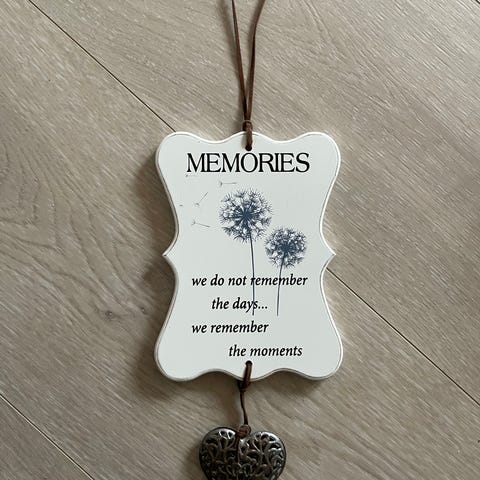 MEMORIES
we do not remember
the days...
we remember
the moments